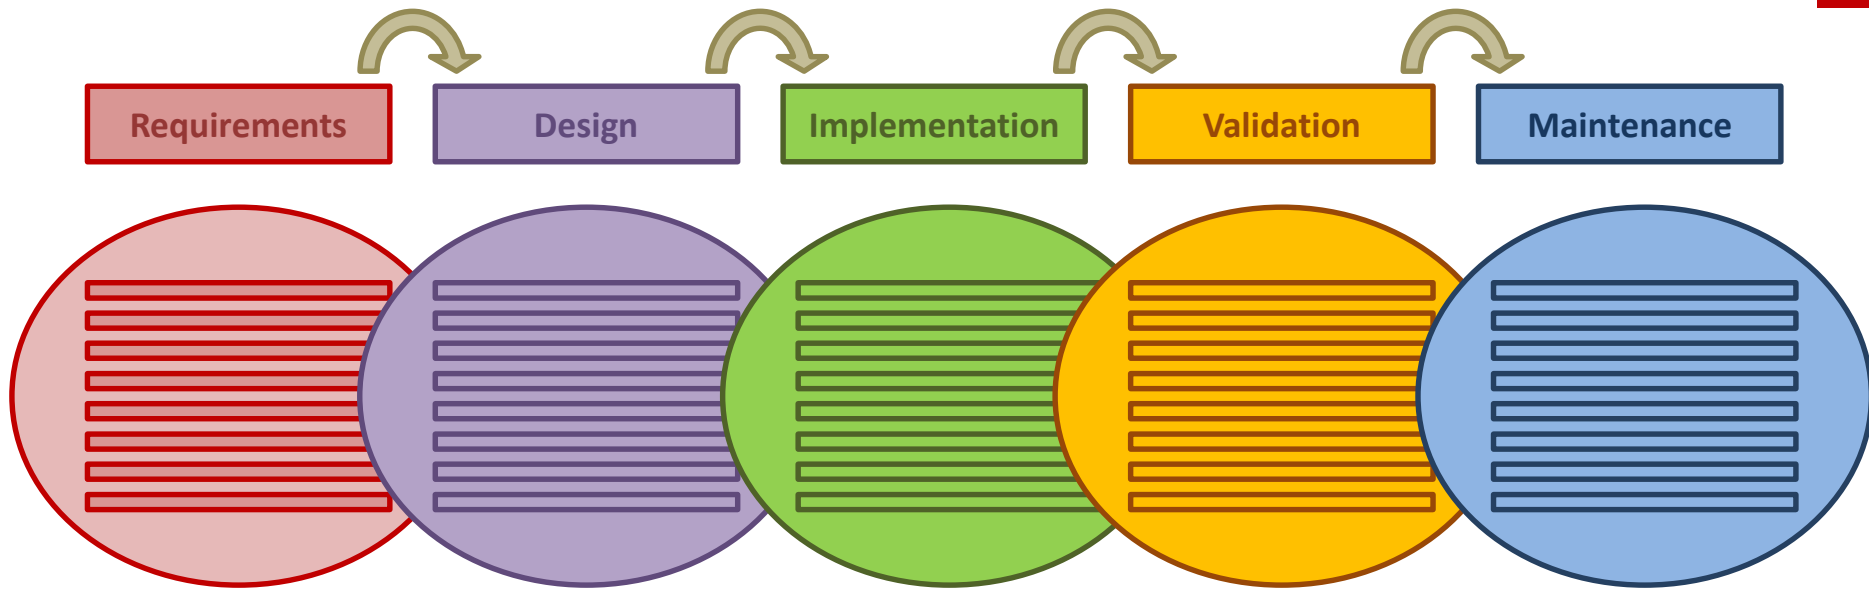 Requirements
Design
Implementation
Validation
Maintenance